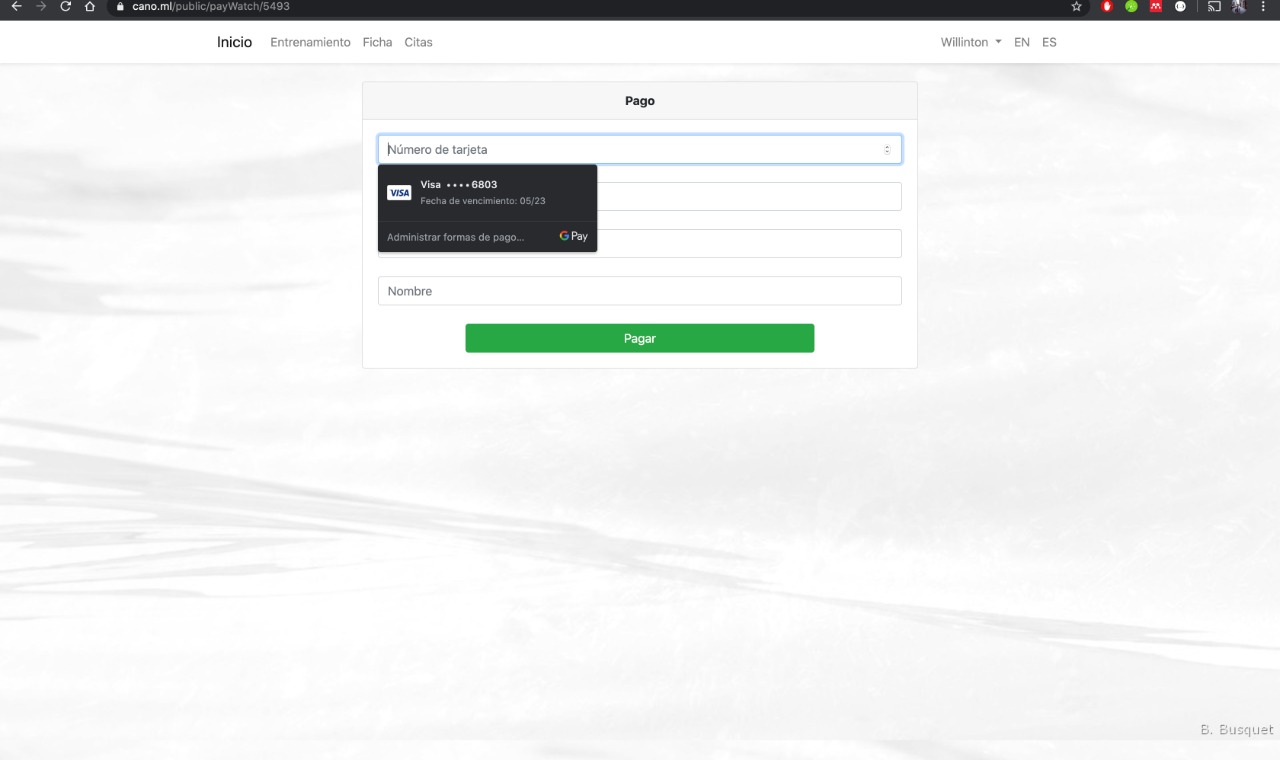 cano.ml/public/payWatch/5493
Inicio Entrenamiento Ficha Citas Willinton EN ES
Pago
Número de tarjeta
VISA Visa •••• 6803
Fecha de vencimiento: 05/23
Administrar formas de pago... G Pay
Nombre
Pagar
B. Busquet